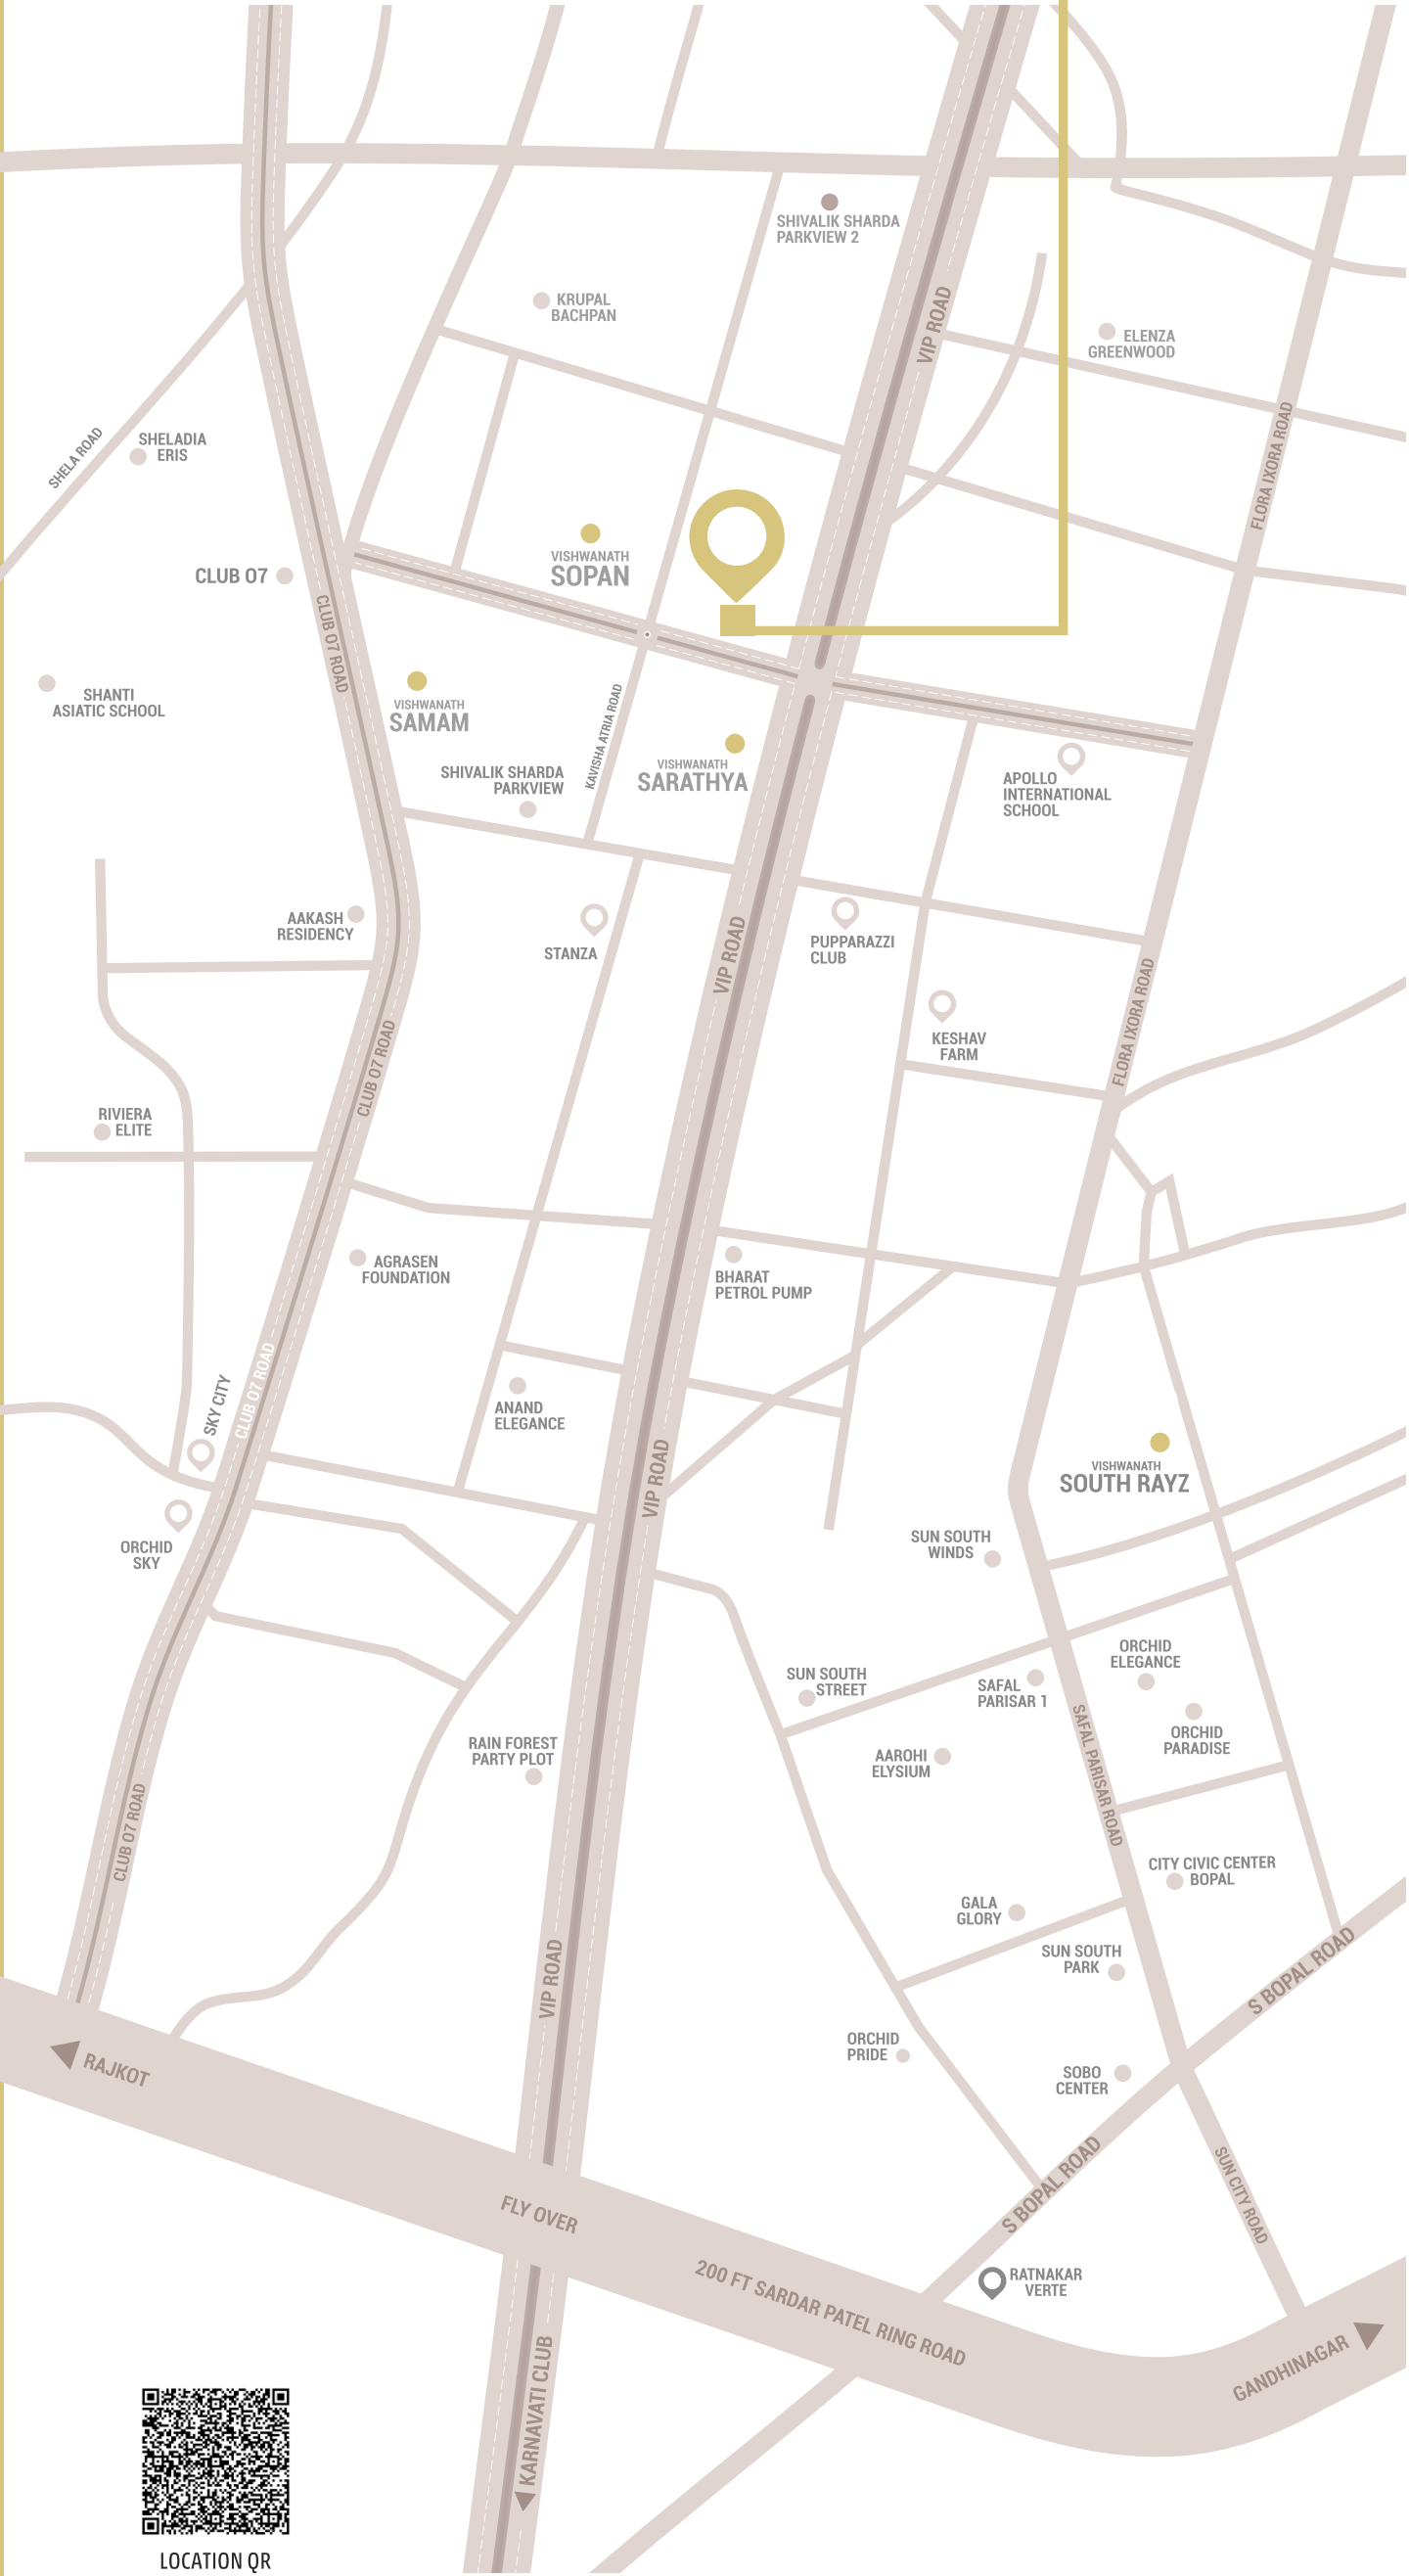 SHIVALIK SHARDA
PARKVIEW 2
VIP ROAD
KRUPAL
BACHPAN
ELENZA
GREENWOOD
SHELA ROAD
SHELADIA
ERIS
FLORA IXORA ROAD
VISHWANATH
SOPAN
CLUB O7
CLUB O7 ROAD
SHANTI
ASIATIC SCHOOL
VISHWANATH
SAMAM
KAVISHA ATRIA ROAD
SHIVALIK SHARDA
PARKVIEW
VISHWANATH
SARATHYA
APOLLO
INTERNATIONAL
SCHOOL
AAKASH
RESIDENCY
STANZA
VIP ROAD
PUPPARAZZI
CLUB
FLORA IXORA ROAD
KESHAV
FARM
CLUB O7 ROAD
RIVIERA
ELITE
AGRASEN
FOUNDATION
BHARAT
PETROL PUMP
SKY CITY
CLUB O7 ROAD
ANAND
ELEGANCE
VIP ROAD
VISHWANATH
SOUTH RAYZ
ORCHID
SKY
SUN SOUTH
WINDS
ORCHID
ELEGANCE
SUN SOUTH
STREET
SAFAL
PARISAR 1
SAFAL PARISAR ROAD
ORCHID
PARADISE
RAIN FOREST
PARTY PLOT
AAROHI
ELYSIUM
CLUB O7 ROAD
CITY CIVIC CENTER
BOPAL
GALA
GLORY
SUN SOUTH
PARK
S BOPAL ROAD
VIP ROAD
ORCHID
PRIDE
SOBO
CENTER
RAJKOT
S BOPAL ROAD
SUN CITY ROAD
FLY OVER
200 FT SARDAR PATEL RING ROAD
RATNAKAR
VERTE
GANDHINAGAR
KARNAVATI CLUB
LOCATION QR